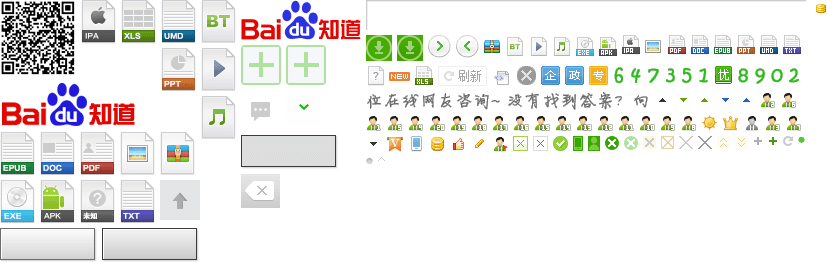 IPA XLS UMD BT
Bai du 知道
PPT
Bai du 知道
EPUB DOC PDF
EXE APK 未知 TXT
BT EXE APK IPA PDF DOC EPUB PPT UMD TXT
? NEW XLS 刷新 企 政 专 6 4 7 3 5 1 优 8 9 0 2
位在线网友咨询~ 没有找到答案? 向